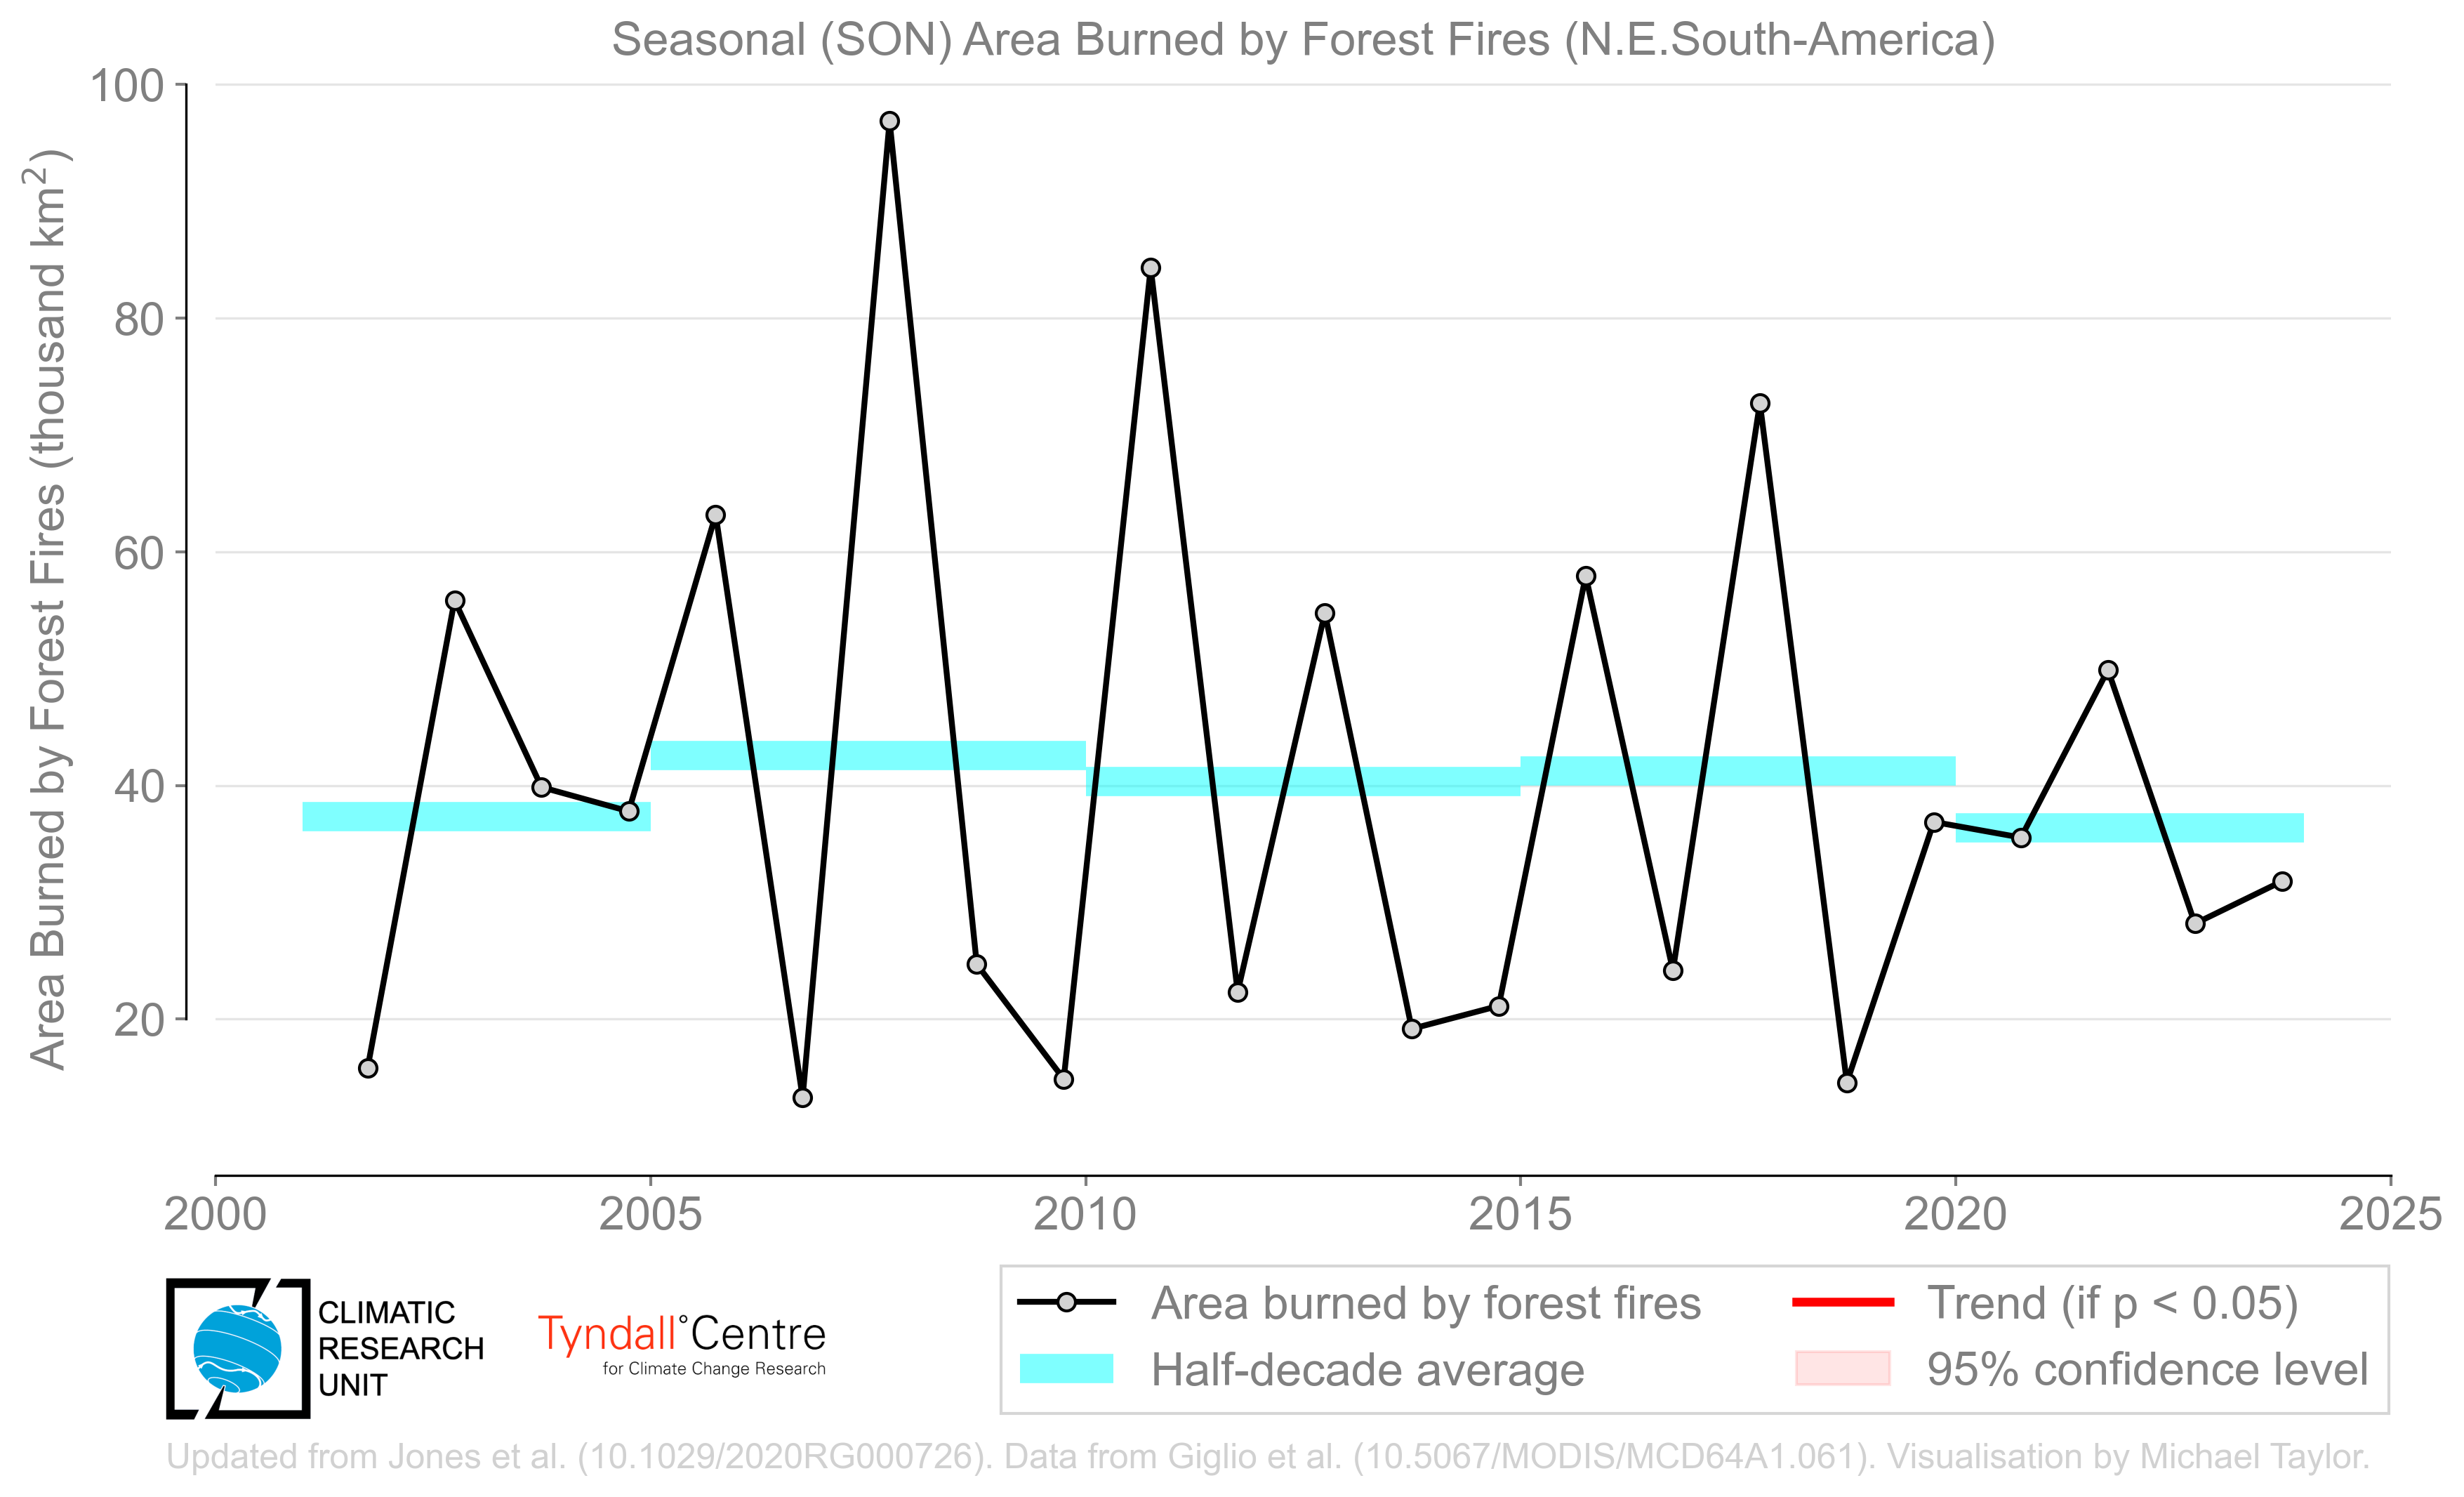 Seasonal (SON) Area Burned by Forest Fires (N.E.South-America)
Area Burned by Forest Fires (thousand km²)
100
80
60
40
20
2000 2005 2010 2015 2020 2025
CLIMATIC
RESEARCH
UNIT
Tyndall°Centre
for Climate Change Research
Area burned by forest fires
Half-decade average
Trend (if p < 0.05)
95% confidence level
Updated from Jones et al. (10.1029/2020RG000726). Data from Giglio et al. (10.5067/MODIS/MCD64A1.061). Visualisation by Michael Taylor.